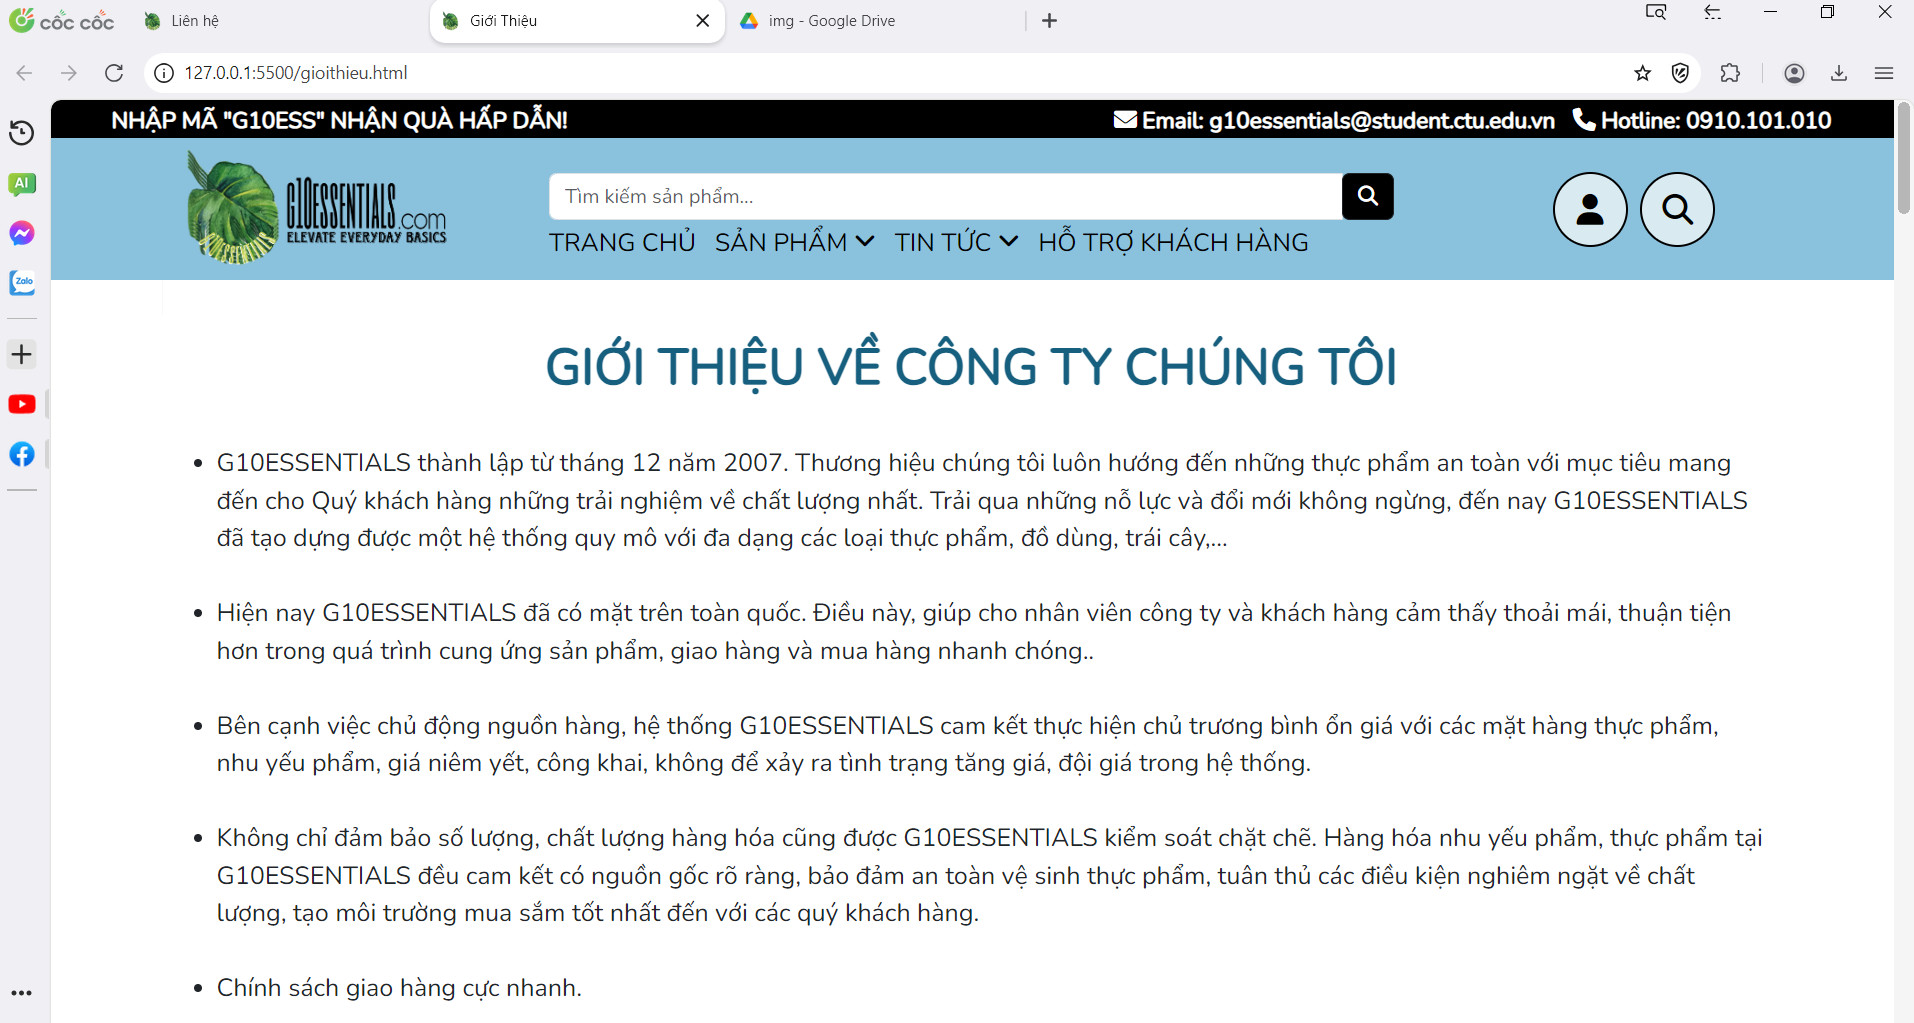 cốc cốc
Liên hệ
Giới Thiệu
img - Google Drive
127.0.0.1:5500/gioithieu.html
NHẬP MÃ "G10ESS" NHẬN QUÀ HẤP DẪN!
Email: g10essentials@student.ctu.edu.vn
Hotline: 0910.101.010
AI
Zalo
G10ESSENTIALS
G10ESSENTIALS.com
ELEVATE EVERYDAY BASICS
Tìm kiếm sản phẩm...
TRANG CHỦ SẢN PHẨM TIN TỨC HỖ TRỢ KHÁCH HÀNG
GIỚI THIỆU VỀ CÔNG TY CHÚNG TÔI
• G10ESSENTIALS thành lập từ tháng 12 năm 2007. Thương hiệu chúng tôi luôn hướng đến những thực phẩm an toàn với mục tiêu mang
đến cho Quý khách hàng những trải nghiệm về chất lượng nhất. Trải qua những nỗ lực và đổi mới không ngừng, đến nay G10ESSENTIALS
đã tạo dựng được một hệ thống quy mô với đa dạng các loại thực phẩm, đồ dùng, trái cây,...
• Hiện nay G10ESSENTIALS đã có mặt trên toàn quốc. Điều này, giúp cho nhân viên công ty và khách hàng cảm thấy thoải mái, thuận tiện
hơn trong quá trình cung ứng sản phẩm, giao hàng và mua hàng nhanh chóng..
• Bên cạnh việc chủ động nguồn hàng, hệ thống G10ESSENTIALS cam kết thực hiện chủ trương bình ổn giá với các mặt hàng thực phẩm,
nhu yếu phẩm, giá niêm yết, công khai, không để xảy ra tình trạng tăng giá, đội giá trong hệ thống.
• Không chỉ đảm bảo số lượng, chất lượng hàng hóa cũng được G10ESSENTIALS kiểm soát chặt chẽ. Hàng hóa nhu yếu phẩm, thực phẩm tại
G10ESSENTIALS đều cam kết có nguồn gốc rõ ràng, bảo đảm an toàn vệ sinh thực phẩm, tuân thủ các điều kiện nghiêm ngặt về chất
lượng, tạo môi trường mua sắm tốt nhất đến với các quý khách hàng.
• Chính sách giao hàng cực nhanh.